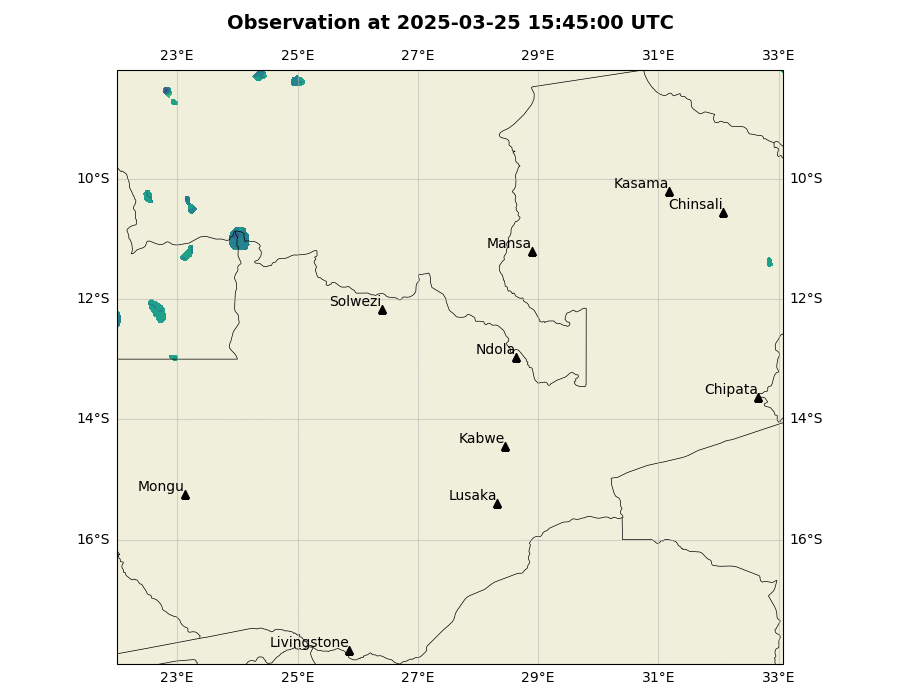 Observation at 2025-03-25 15:45:00 UTC
23°E 25°E 27°E 29°E 31°E 33°E
10°S 10°S
Kasama
Chinsali
Mansa
12°S 12°S
Solwezi
Ndola
Chipata
14°S 14°S
Kabwe
Mongu
Lusaka
16°S 16°S
Livingstone
23°E 25°E 27°E 29°E 31°E 33°E